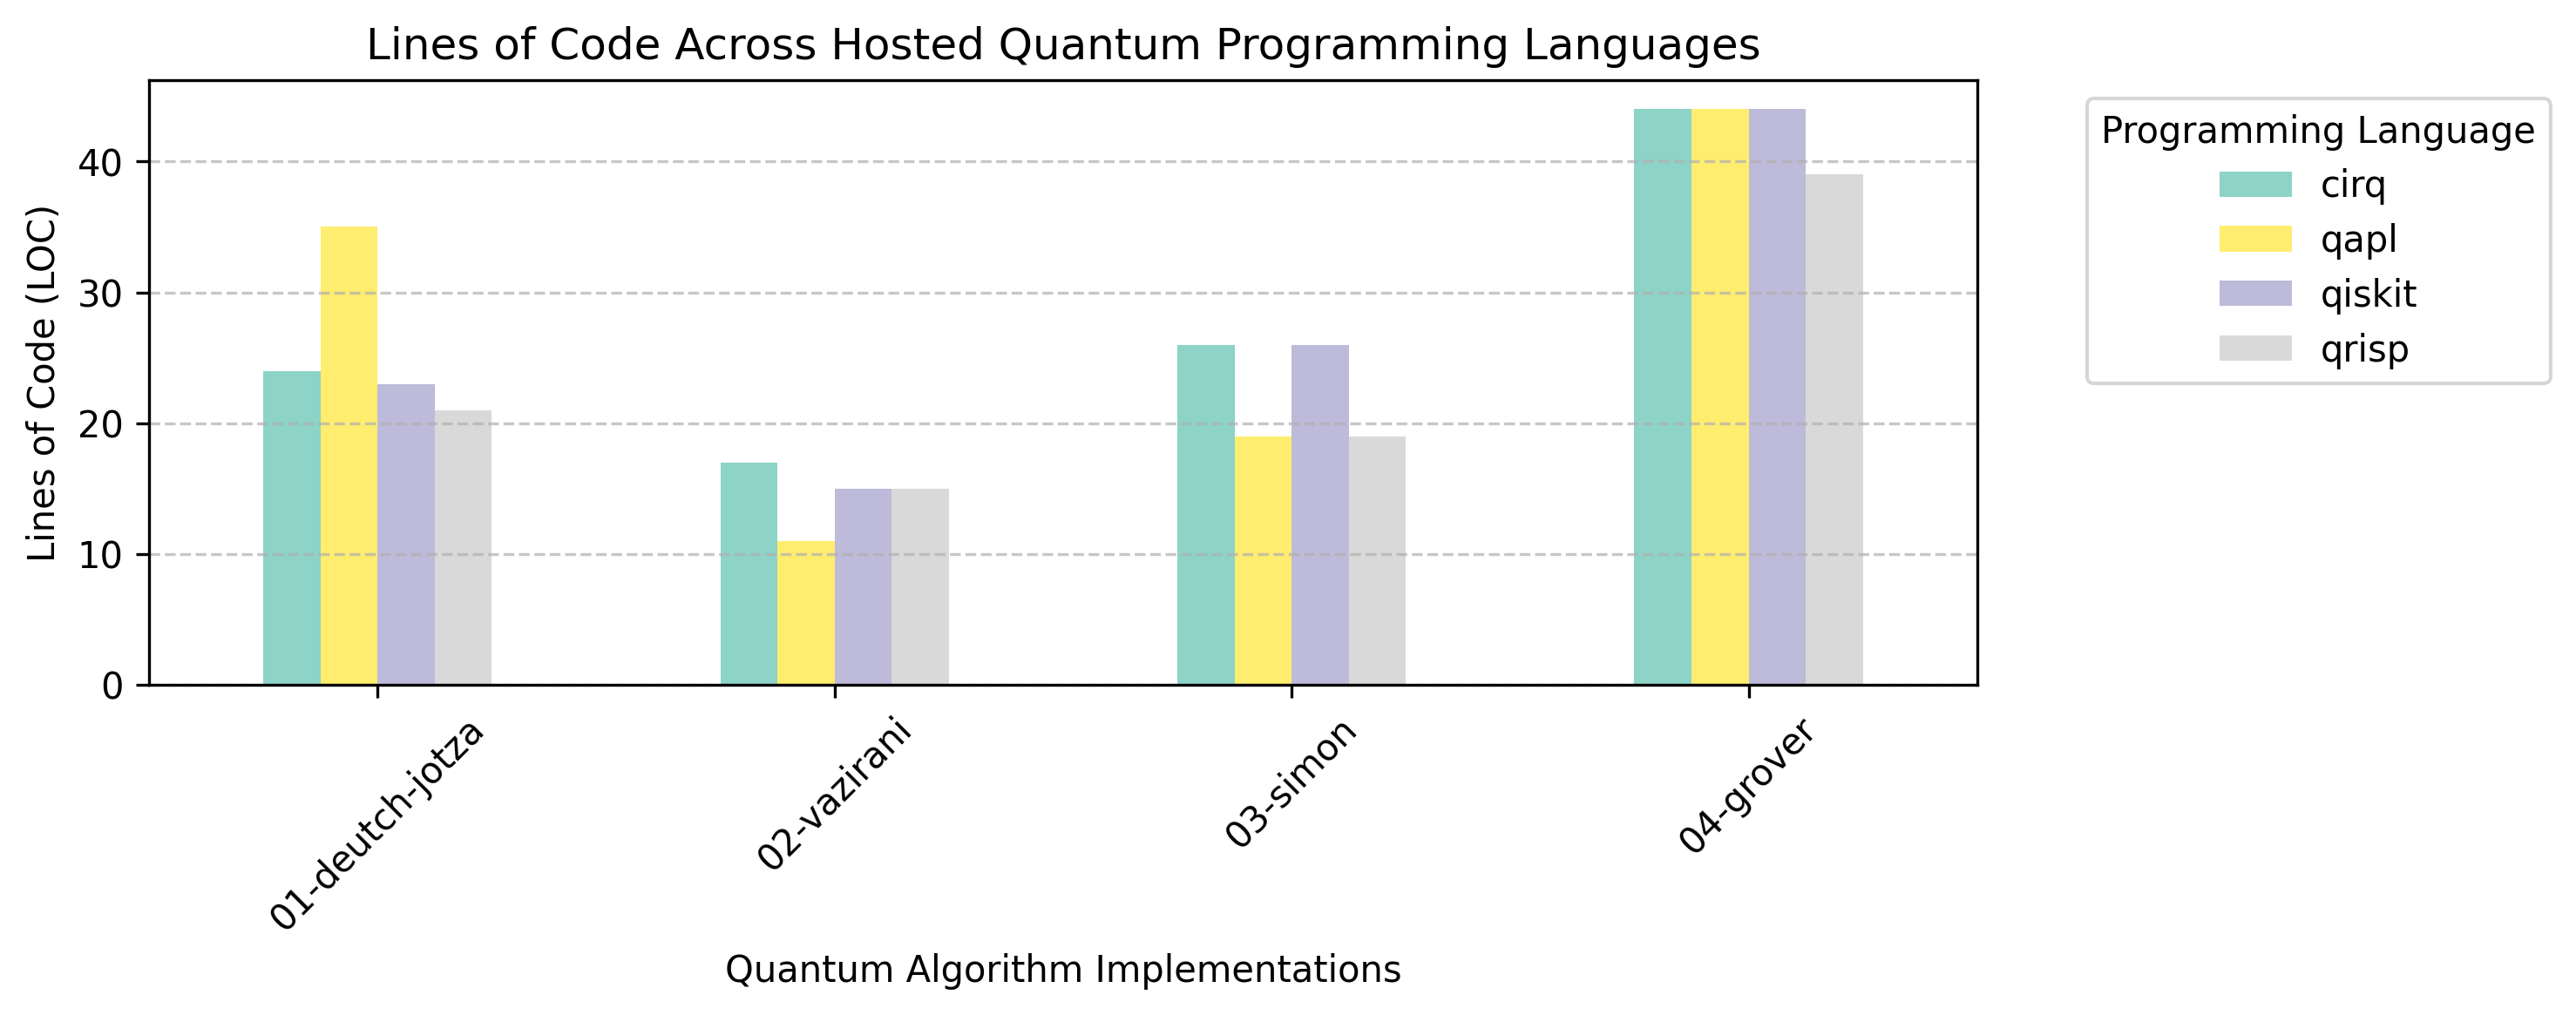 Lines of Code Across Hosted Quantum Programming Languages
Lines of Code (LOC)
40
30
20
10
0
01-deutch-jotza
02-vazirani
03-simon
04-grover
Quantum Algorithm Implementations
Programming Language
cirq
qapl
qiskit
qrisp